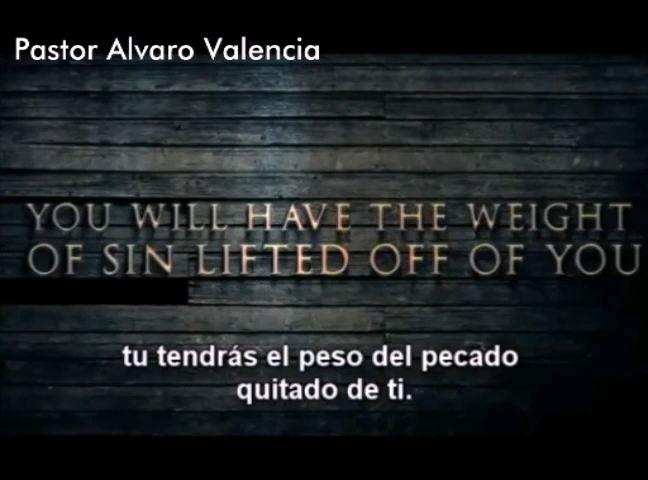 Pastor Alvaro Valencia
YOU WILL HAVE THE WEIGHT
OF SIN LIFTED OFF OF YOU
tu tendrás el peso del pecado
quitado de ti.